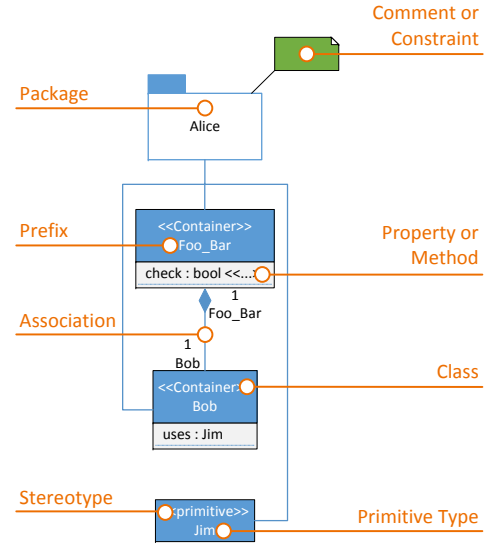 Comment or
Constraint
Package
Alice
<<Container>>
Prefix
Foo_Bar
Property or
Method
check : bool <<...>
1
Foo_Bar
Association
1
Bob
<<Container>
Class
Bob
uses : Jim
Stereotype
<primitive>>
Primitive Type
Jim